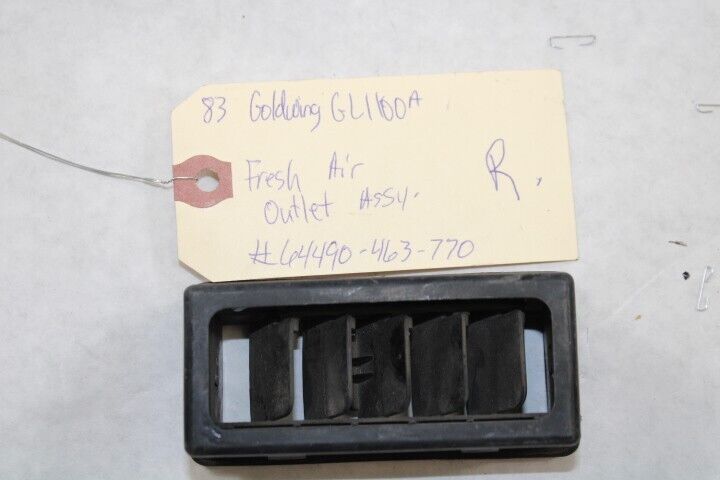 83 Goldwing GL1100A
Fresh Air
Outlet Assy.
R.
#64490-463-770